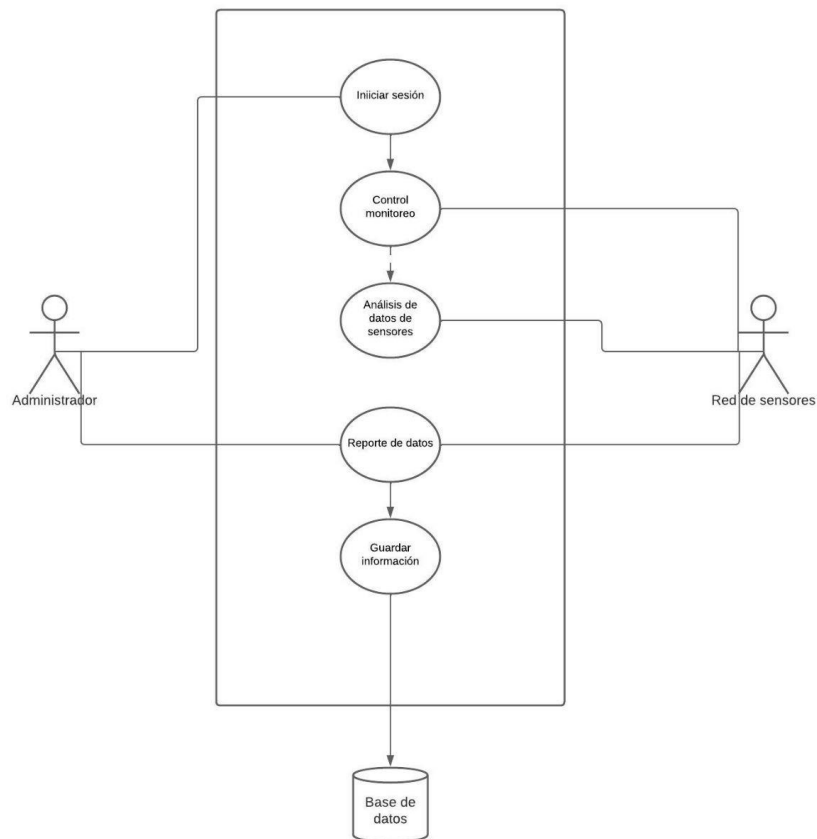 Iniiciar sesión
Control
monitoreo
Análisis de
datos de
sensores
Administrador
Red de sensores
Reporte de datos
Guardar
información
Base de
datos